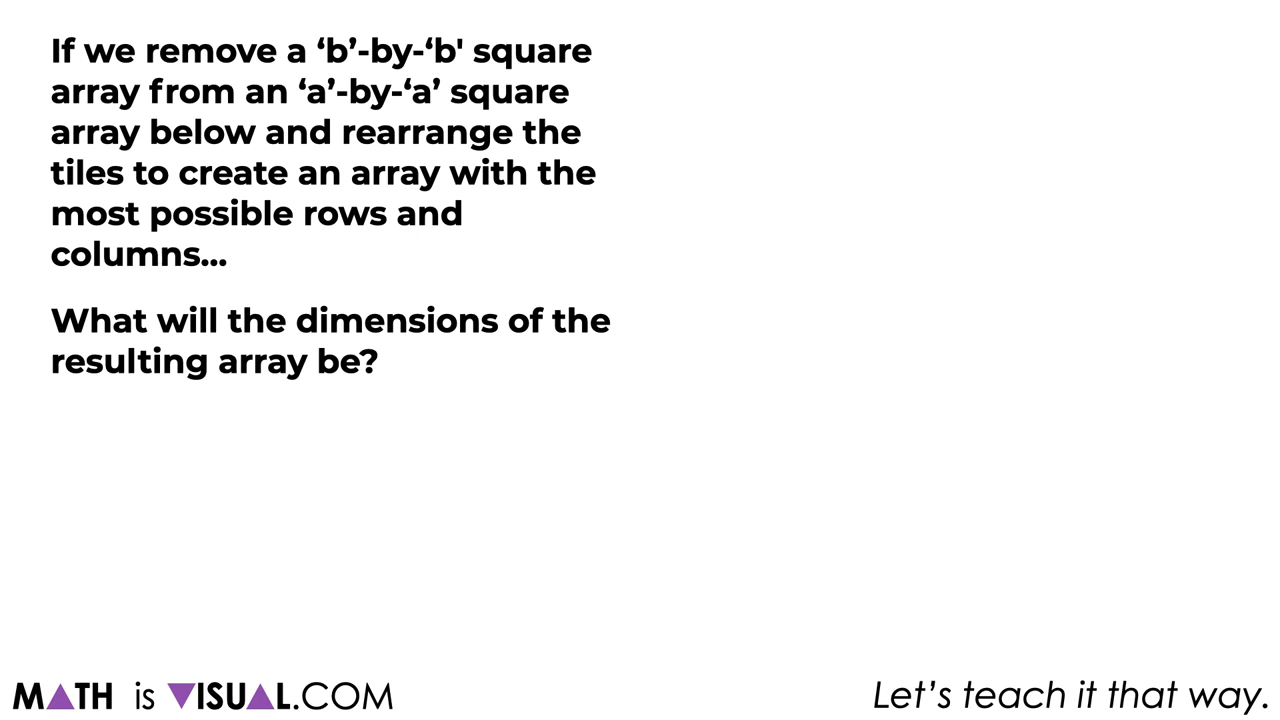 If we remove a ‘b’-by-‘b' square
array from an ‘a’-by-‘a’ square
array below and rearrange the
tiles to create an array with the
most possible rows and
columns...
What will the dimensions of the
resulting array be?
MATH is VISUAL.COM
Let’s teach it that way.